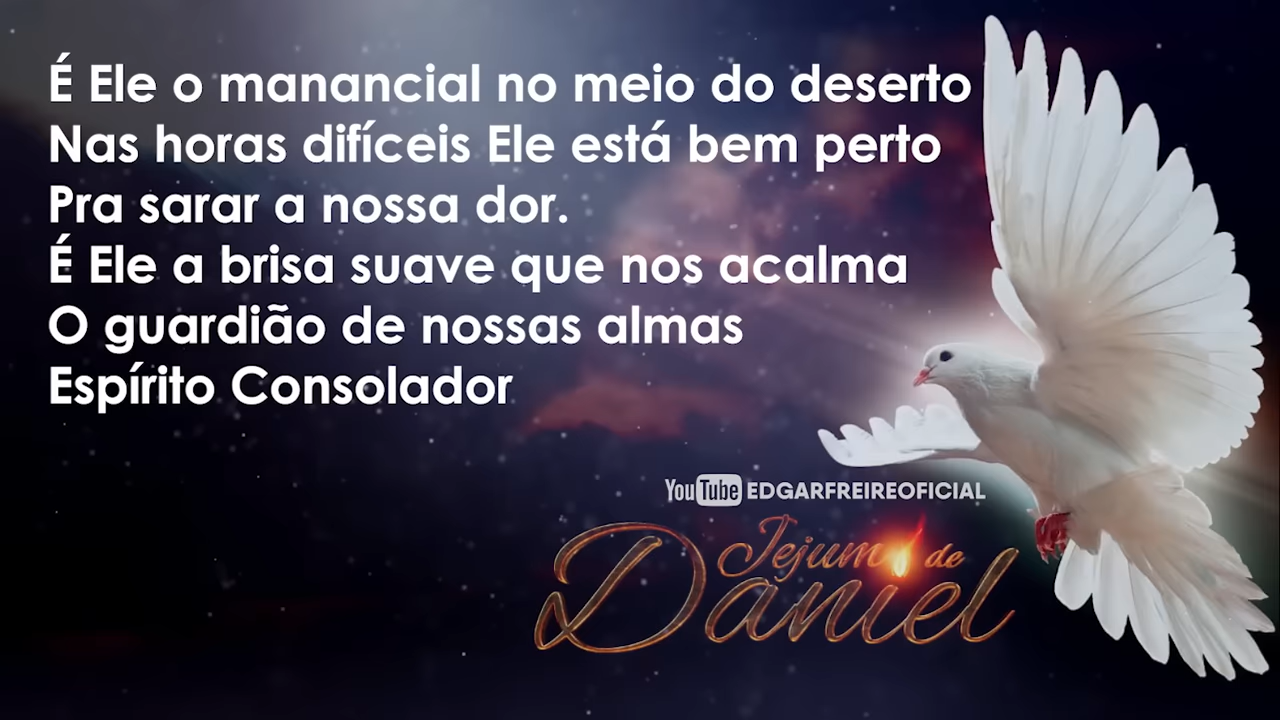 É Ele o manancial no meio do deserto
Nas horas difíceis Ele está bem perto
Pra sarar a nossa dor.
É Ele a brisa suave que nos acalma
O guardião de nossas almas
Espírito Consolador
YouTube EDGARFREIREOFICIAL
Jejum de
Daniel